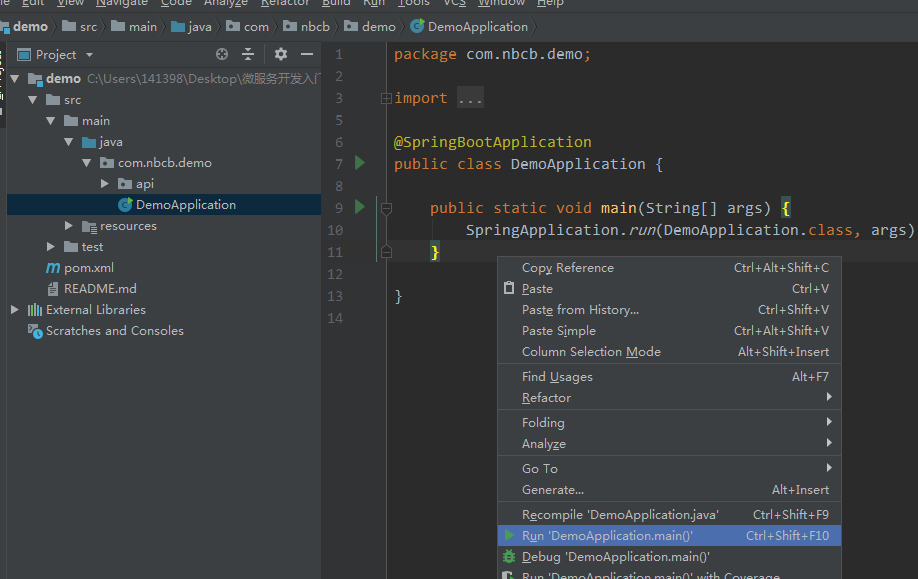 Edit View Navigate Code Analyze Refactor Build Run Tools VCS Window Help
demo src main java com nbcb demo DemoApplication
Project
demo C:\Users\141398\Desktop\微服务开发入门
src
main
java
com.nbcb.demo
api
DemoApplication
resources
test
pom.xml
README.md
External Libraries
Scratches and Consoles
1 package com.nbcb.demo;
2
3 import ...
5
6 @SpringBootApplication
7 public class DemoApplication {
8
9 public static void main(String[] args) {
10 SpringApplication.run(DemoApplication.class, args)
11 }
12
13 }
14
Copy Reference Ctrl+Alt+Shift+C
Paste Ctrl+V
Paste from History... Ctrl+Shift+V
Paste Simple Ctrl+Alt+Shift+V
Column Selection Mode Alt+Shift+Insert
Find Usages Alt+F7
Refactor
Folding
Analyze
Go To
Generate... Alt+Insert
Recompile 'DemoApplication.java' Ctrl+Shift+F9
Run 'DemoApplication.main()' Ctrl+Shift+F10
Debug 'DemoApplication.main()'
Run 'DemoApplication.main()' with Coverage